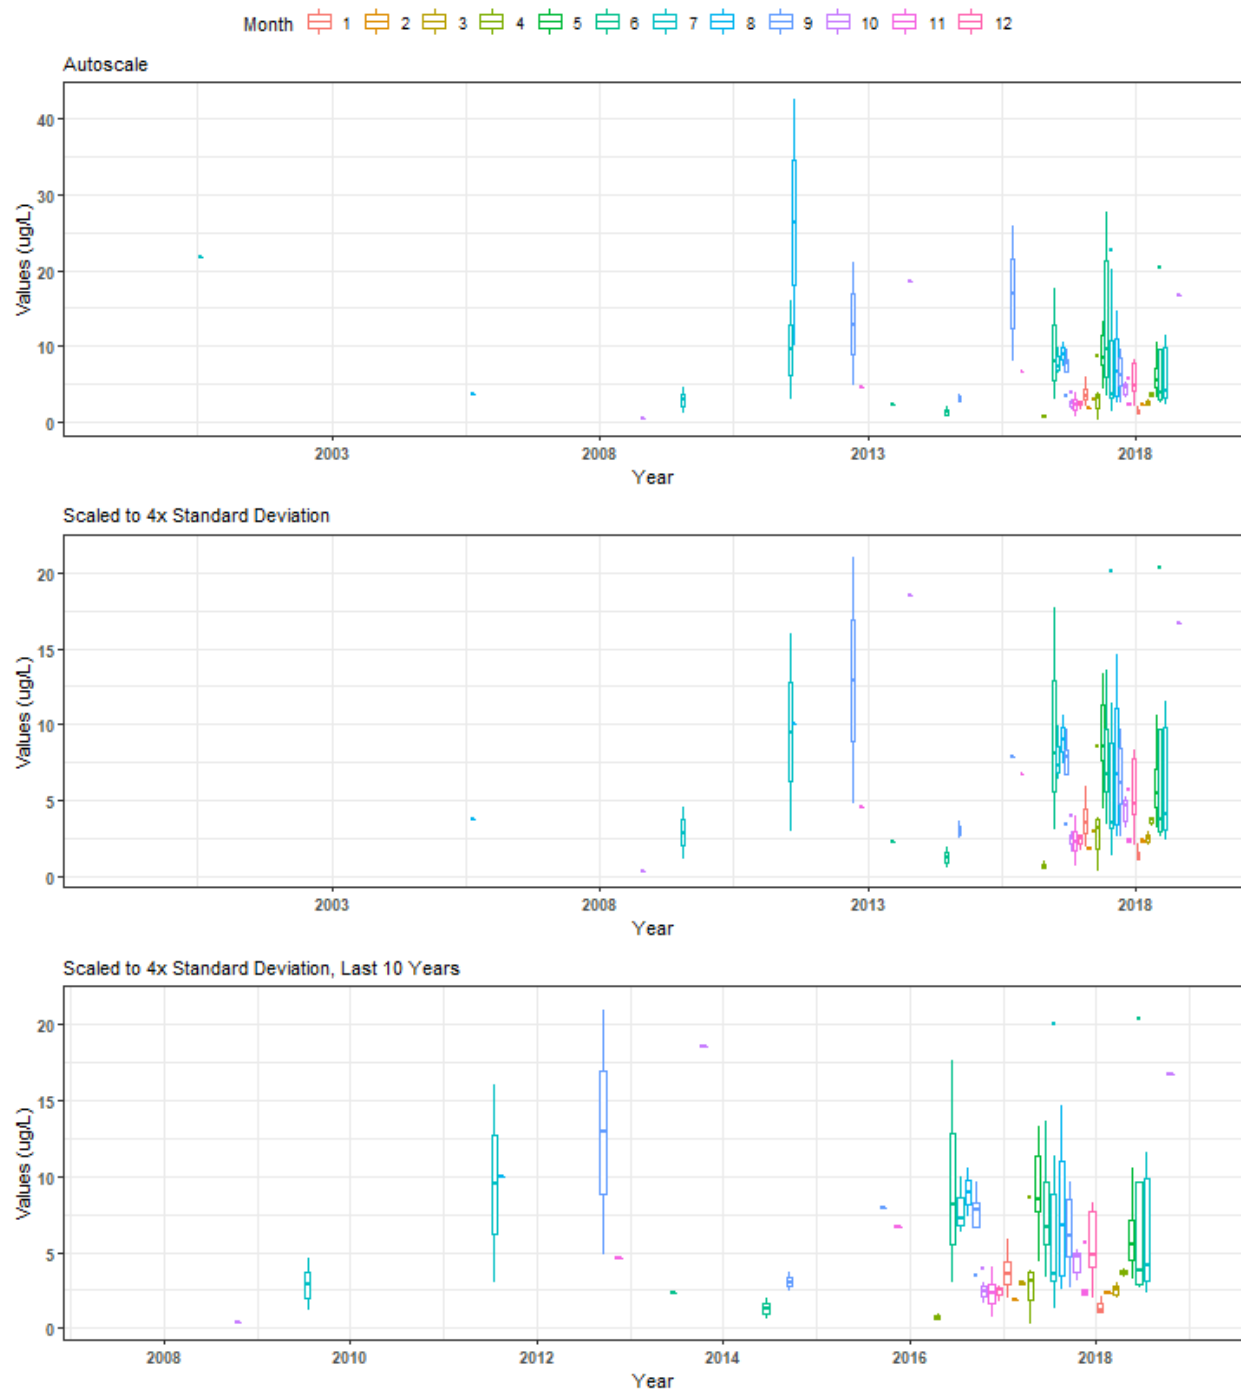 Month 1 2 3 4 5 6 7 8 9 10 11 12
Autoscale
Values (ug/L)
40
30
20
10
0
2003 2008 2013 2018
Year
Scaled to 4x Standard Deviation
Values (ug/L)
20
15
10
5
0
2003 2008 2013 2018
Year
Scaled to 4x Standard Deviation, Last 10 Years
Values (ug/L)
20
15
10
5
0
2008 2010 2012 2014 2016 2018
Year